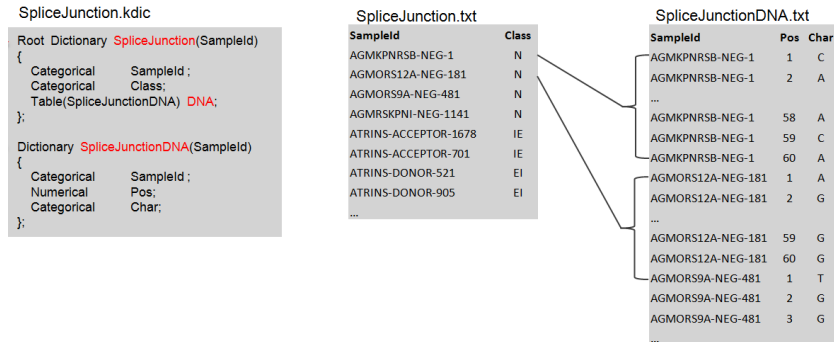 SpliceJunction.kdic
Root Dictionary SpliceJunction(SampleId)
{
Categorical SampleId ;
Categorical Class;
Table(SpliceJunctionDNA) DNA;
};
Dictionary SpliceJunctionDNA(SampleId)
{
Categorical SampleId ;
Numerical Pos;
Categorical Char;
};
SpliceJunction.txt
SampleId Class
AGMKPNRSB-NEG-1 N
AGMORS12A-NEG-181 N
AGMORS9A-NEG-481 N
AGMRSKPNI-NEG-1141 N
ATRINS-ACCEPTOR-1678 IE
ATRINS-ACCEPTOR-701 IE
ATRINS-DONOR-521 EI
ATRINS-DONOR-905 EI
...
SpliceJunctionDNA.txt
SampleId Pos Char
AGMKPNRSB-NEG-1 1 C
AGMKPNRSB-NEG-1 2 A
...
AGMKPNRSB-NEG-1 58 A
AGMKPNRSB-NEG-1 59 C
AGMKPNRSB-NEG-1 60 A
AGMORS12A-NEG-181 1 A
AGMORS12A-NEG-181 2 G
...
AGMORS12A-NEG-181 59 G
AGMORS12A-NEG-181 60 G
AGMORS9A-NEG-481 1 T
AGMORS9A-NEG-481 2 G
AGMORS9A-NEG-481 3 G
...